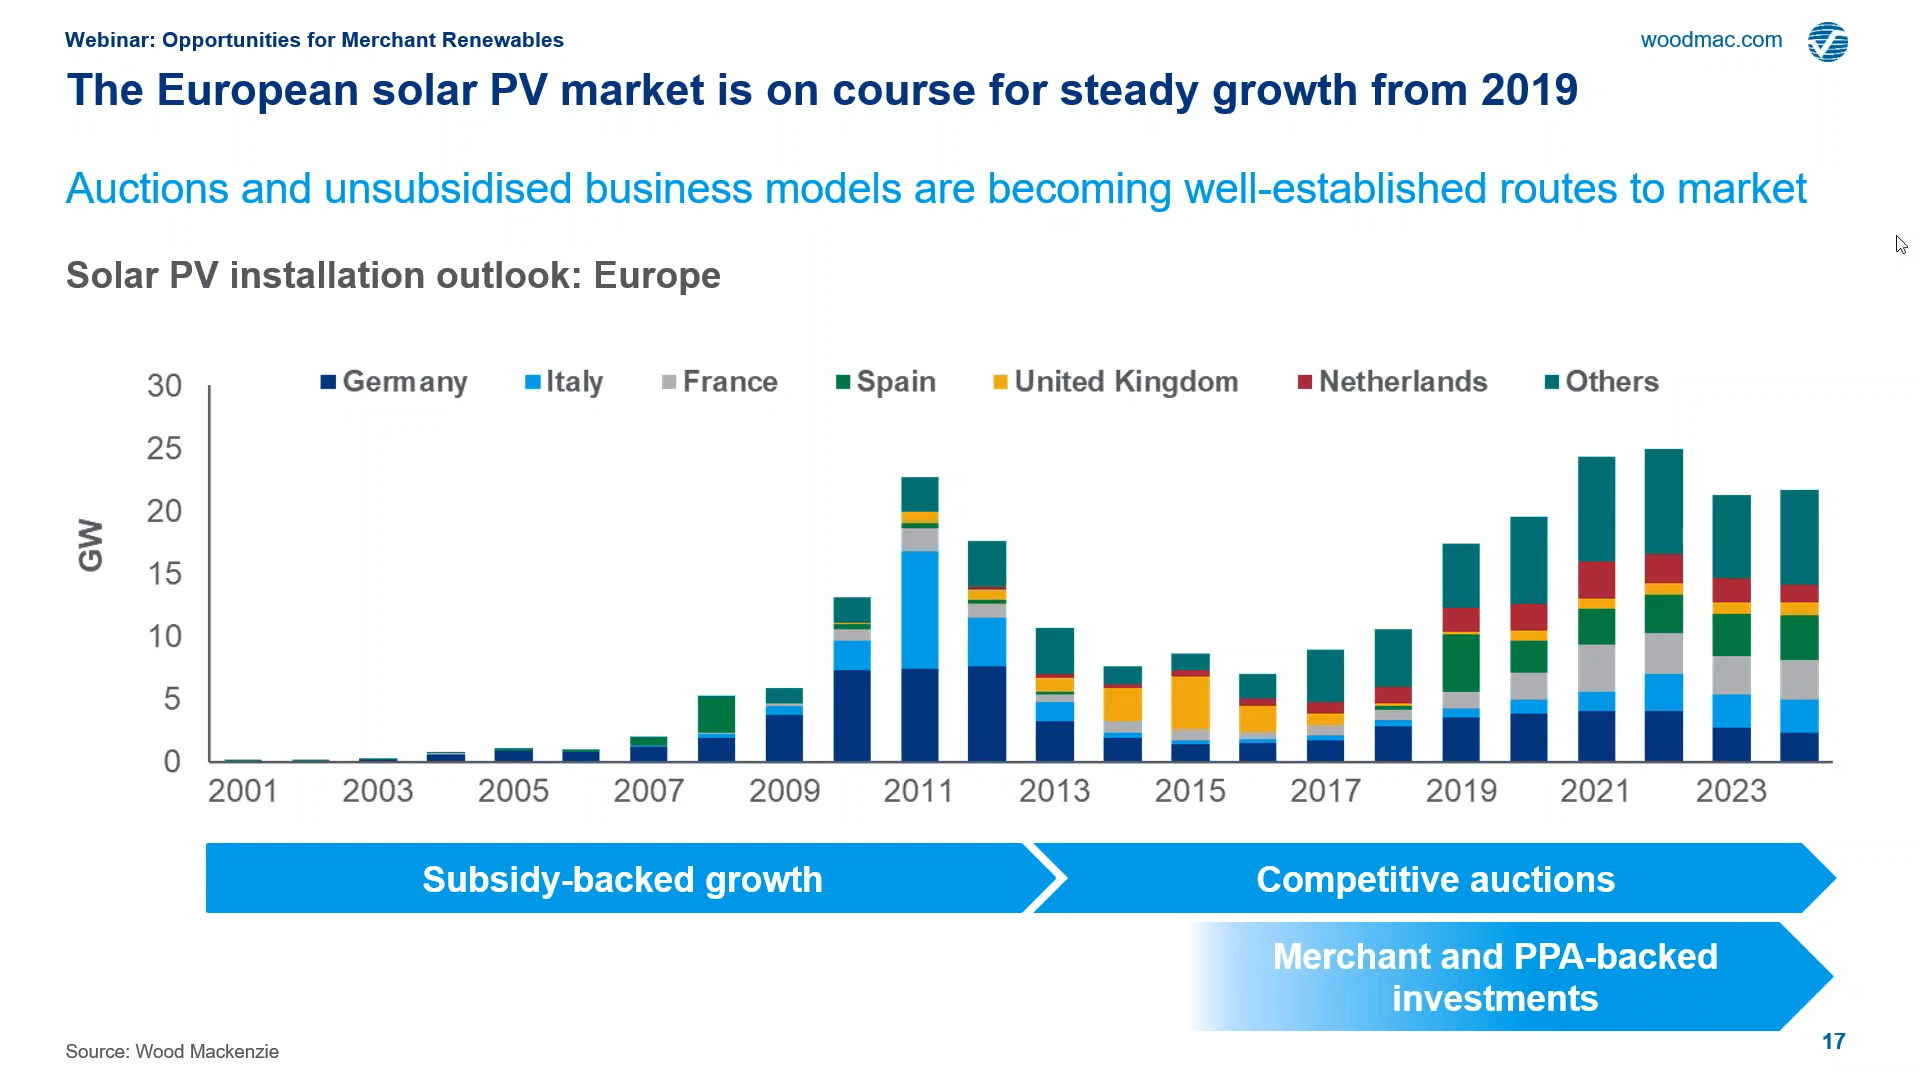 Webinar: Opportunities for Merchant Renewables
woodmac.com
The European solar PV market is on course for steady growth from 2019
Auctions and unsubsidised business models are becoming well-established routes to market
Solar PV installation outlook: Europe
Germany Italy France Spain United Kingdom Netherlands Others
30
25
20
15
10
5
0
GW
2001 2003 2005 2007 2009 2011 2013 2015 2017 2019 2021 2023
Subsidy-backed growth
Competitive auctions
Merchant and PPA-backed
investments
Source: Wood Mackenzie
17